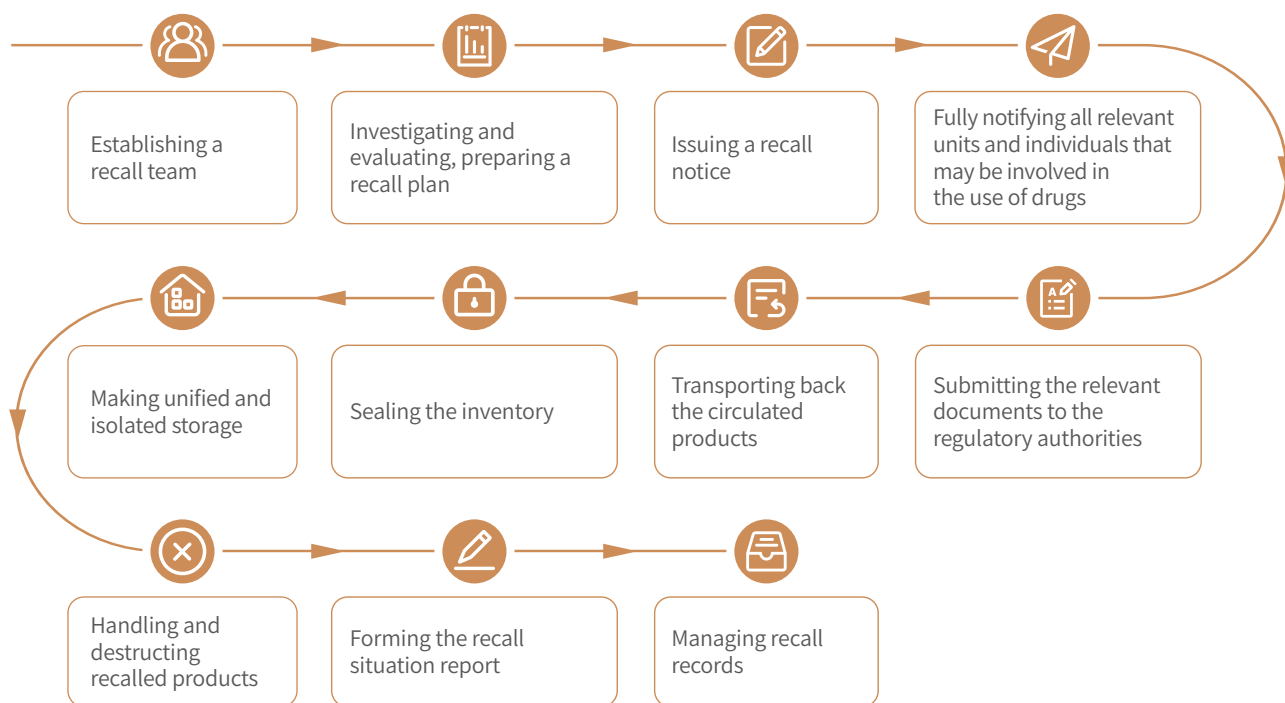 Establishing a
recall team
Investigating and
evaluating, preparing a
recall plan
Issuing a recall
notice
Fully notifying all relevant
units and individuals that
may be involved in
the use of drugs
Submitting the relevant
documents to the
regulatory authorities
Transporting back
the circulated
products
Sealing the inventory
Making unified and
isolated storage
Handling and
destructing
recalled products
Forming the recall
situation report
Managing recall
records